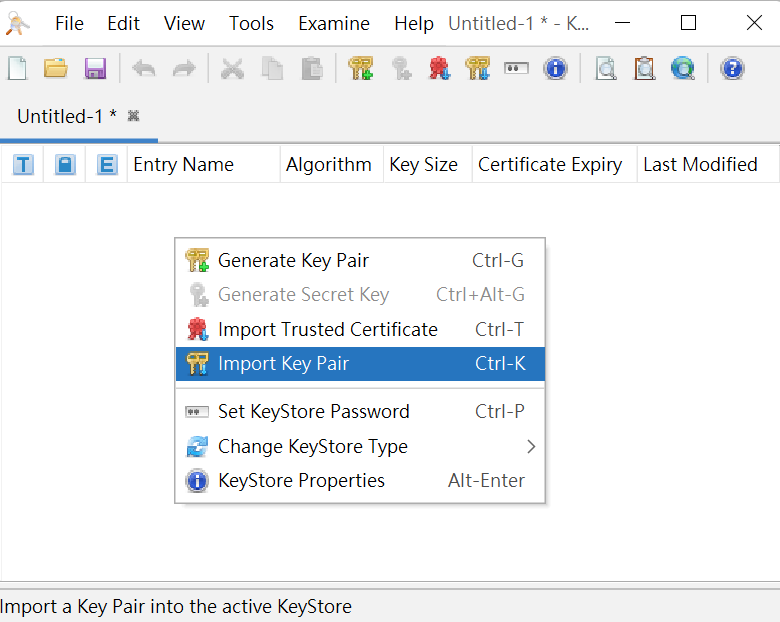 File Edit View Tools Examine Help Untitled-1 * - K...
Untitled-1 *
T E Entry Name Algorithm Key Size Certificate Expiry Last Modified
Generate Key Pair Ctrl-G
Generate Secret Key Ctrl+Alt-G
Import Trusted Certificate Ctrl-T
Import Key Pair Ctrl-K
Set KeyStore Password Ctrl-P
Change KeyStore Type
KeyStore Properties Alt-Enter
Import a Key Pair into the active KeyStore